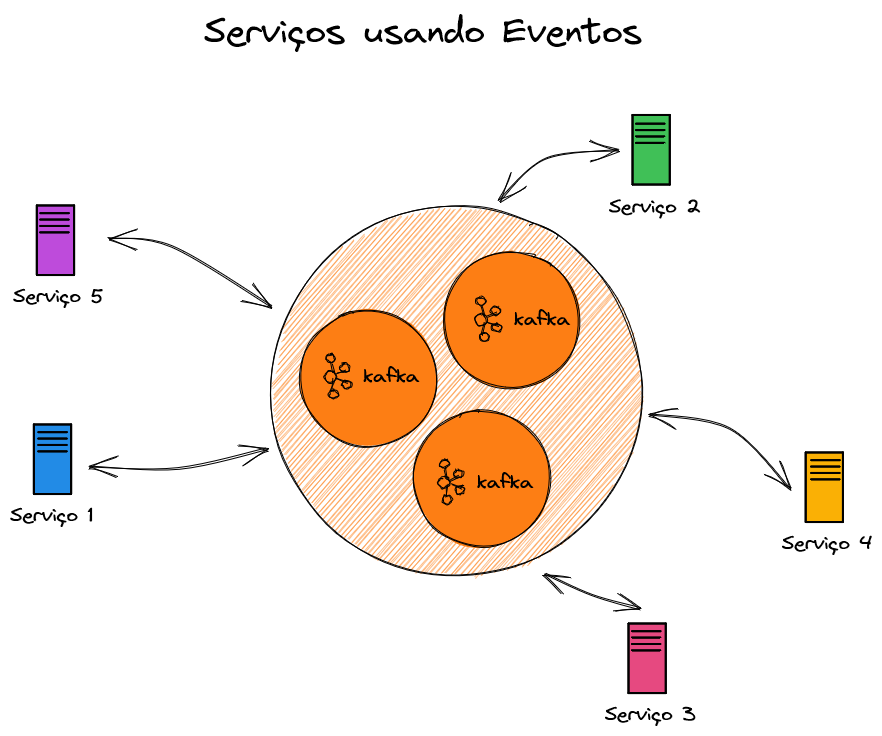 Serviços usando Eventos
Serviço 2
Serviço 5
kafka
kafka
kafka
Serviço 1
Serviço 4
Serviço 3